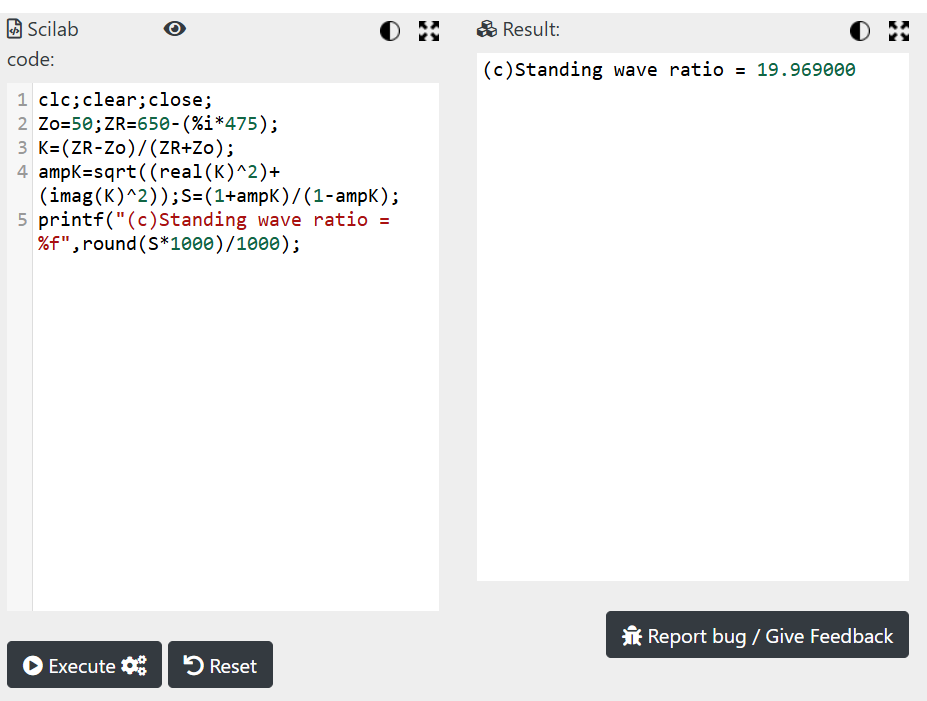 Scilab
code:
1 clc;clear;close;
2 Zo=50;ZR=650-(%i*475);
3 K=(ZR-Zo)/(ZR+Zo);
4 ampK=sqrt((real(K)^2)+
(imag(K)^2));S=(1+ampK)/(1-ampK);
5 printf("(c)Standing wave ratio =
%f",round(S*1000)/1000);
Execute
Reset
Result:
(c)Standing wave ratio = 19.969000
Report bug / Give Feedback